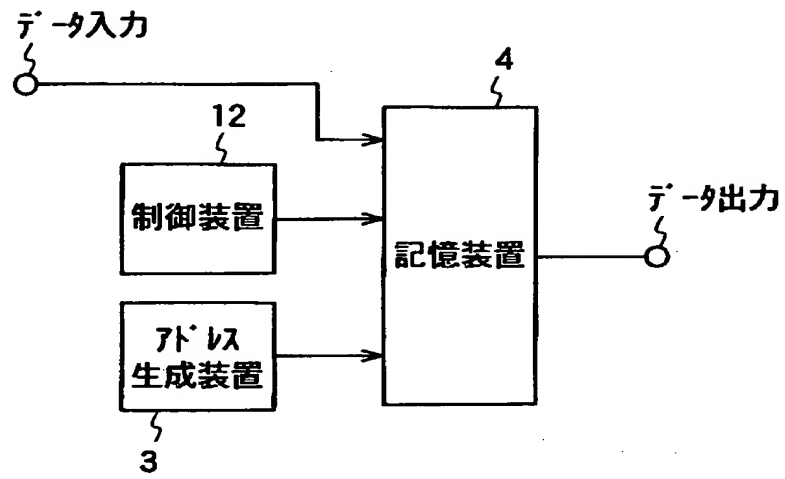 データ入力
4
12
制御装置
データ出力
記憶装置
アドレス
生成装置
3